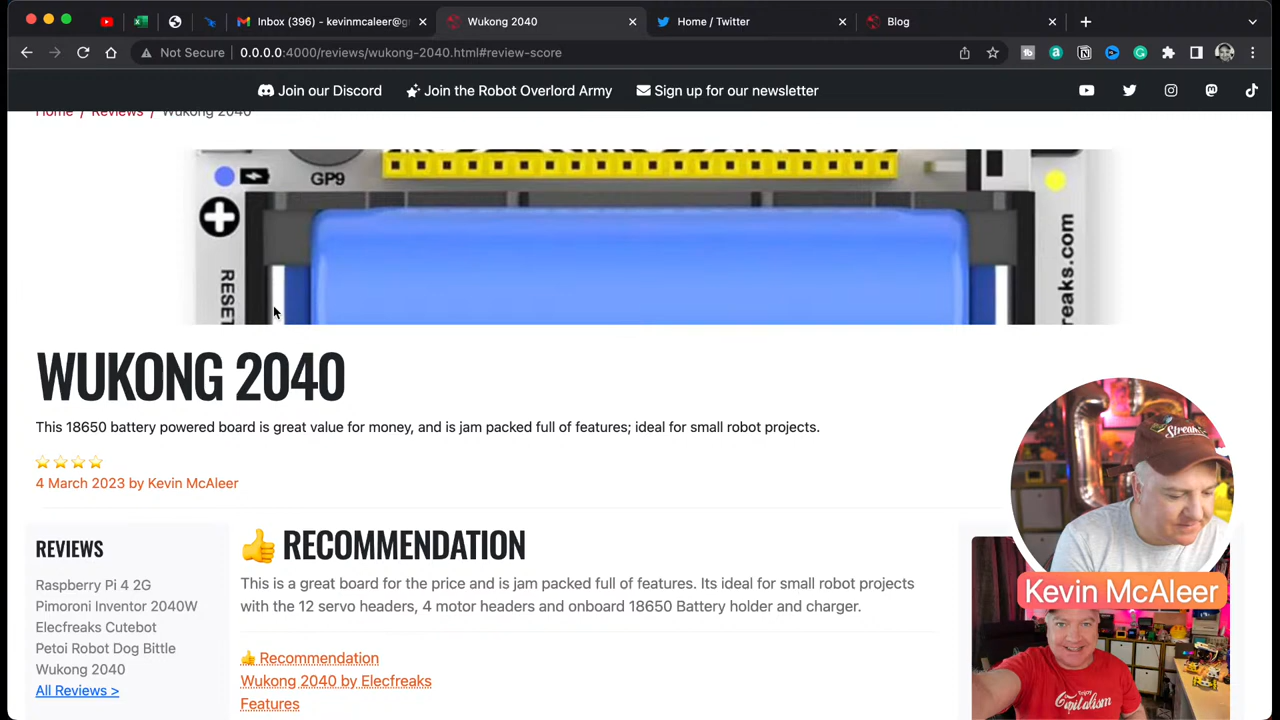 Inbox (396) - kevinmcaleer@g
Wukong 2040
Home / Twitter
Blog
Not Secure
0.0.0.0:4000/reviews/wukong-2040.html#review-score
Join our Discord
Join the Robot Overlord Army
Sign up for our newsletter
Home / Reviews / Wukong 2040
GP9
RESET
eaks.com
WUKONG 2040
This 18650 battery powered board is great value for money, and is jam packed full of features; ideal for small robot projects.
4 March 2023 by Kevin McAleer
REVIEWS
Raspberry Pi 4 2G
Pimoroni Inventor 2040W
Elecfreaks Cutebot
Petoi Robot Dog Bittle
Wukong 2040
All Reviews >
👍 RECOMMENDATION
This is a great board for the price and is jam packed full of features. Its ideal for small robot projects
with the 12 servo headers, 4 motor headers and onboard 18650 Battery holder and charger.
👍 Recommendation
Wukong 2040 by Elecfreaks
Features
Kevin McAleer
Enjoy
Capitalism